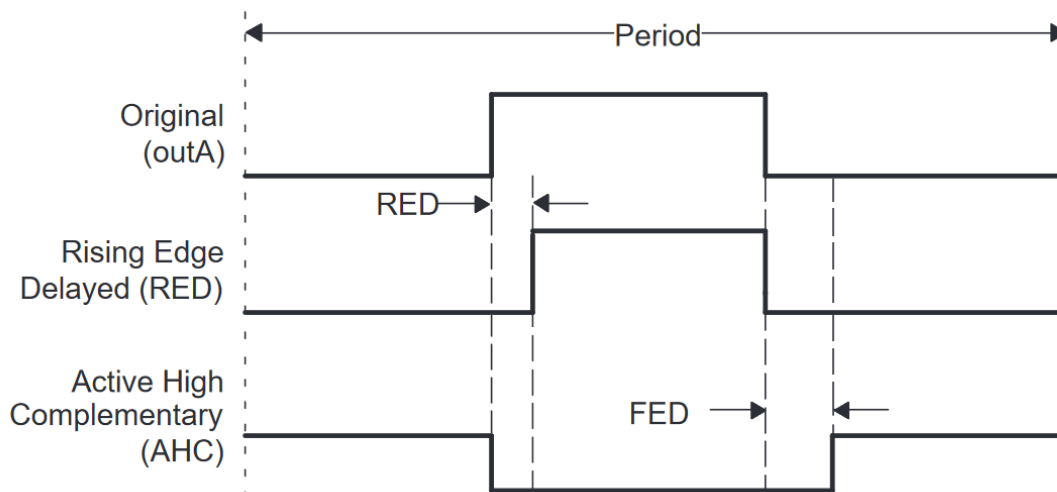 Period
Original
(outA)
RED
Rising Edge
Delayed (RED)
Active High
Complementary
(AHC)
FED